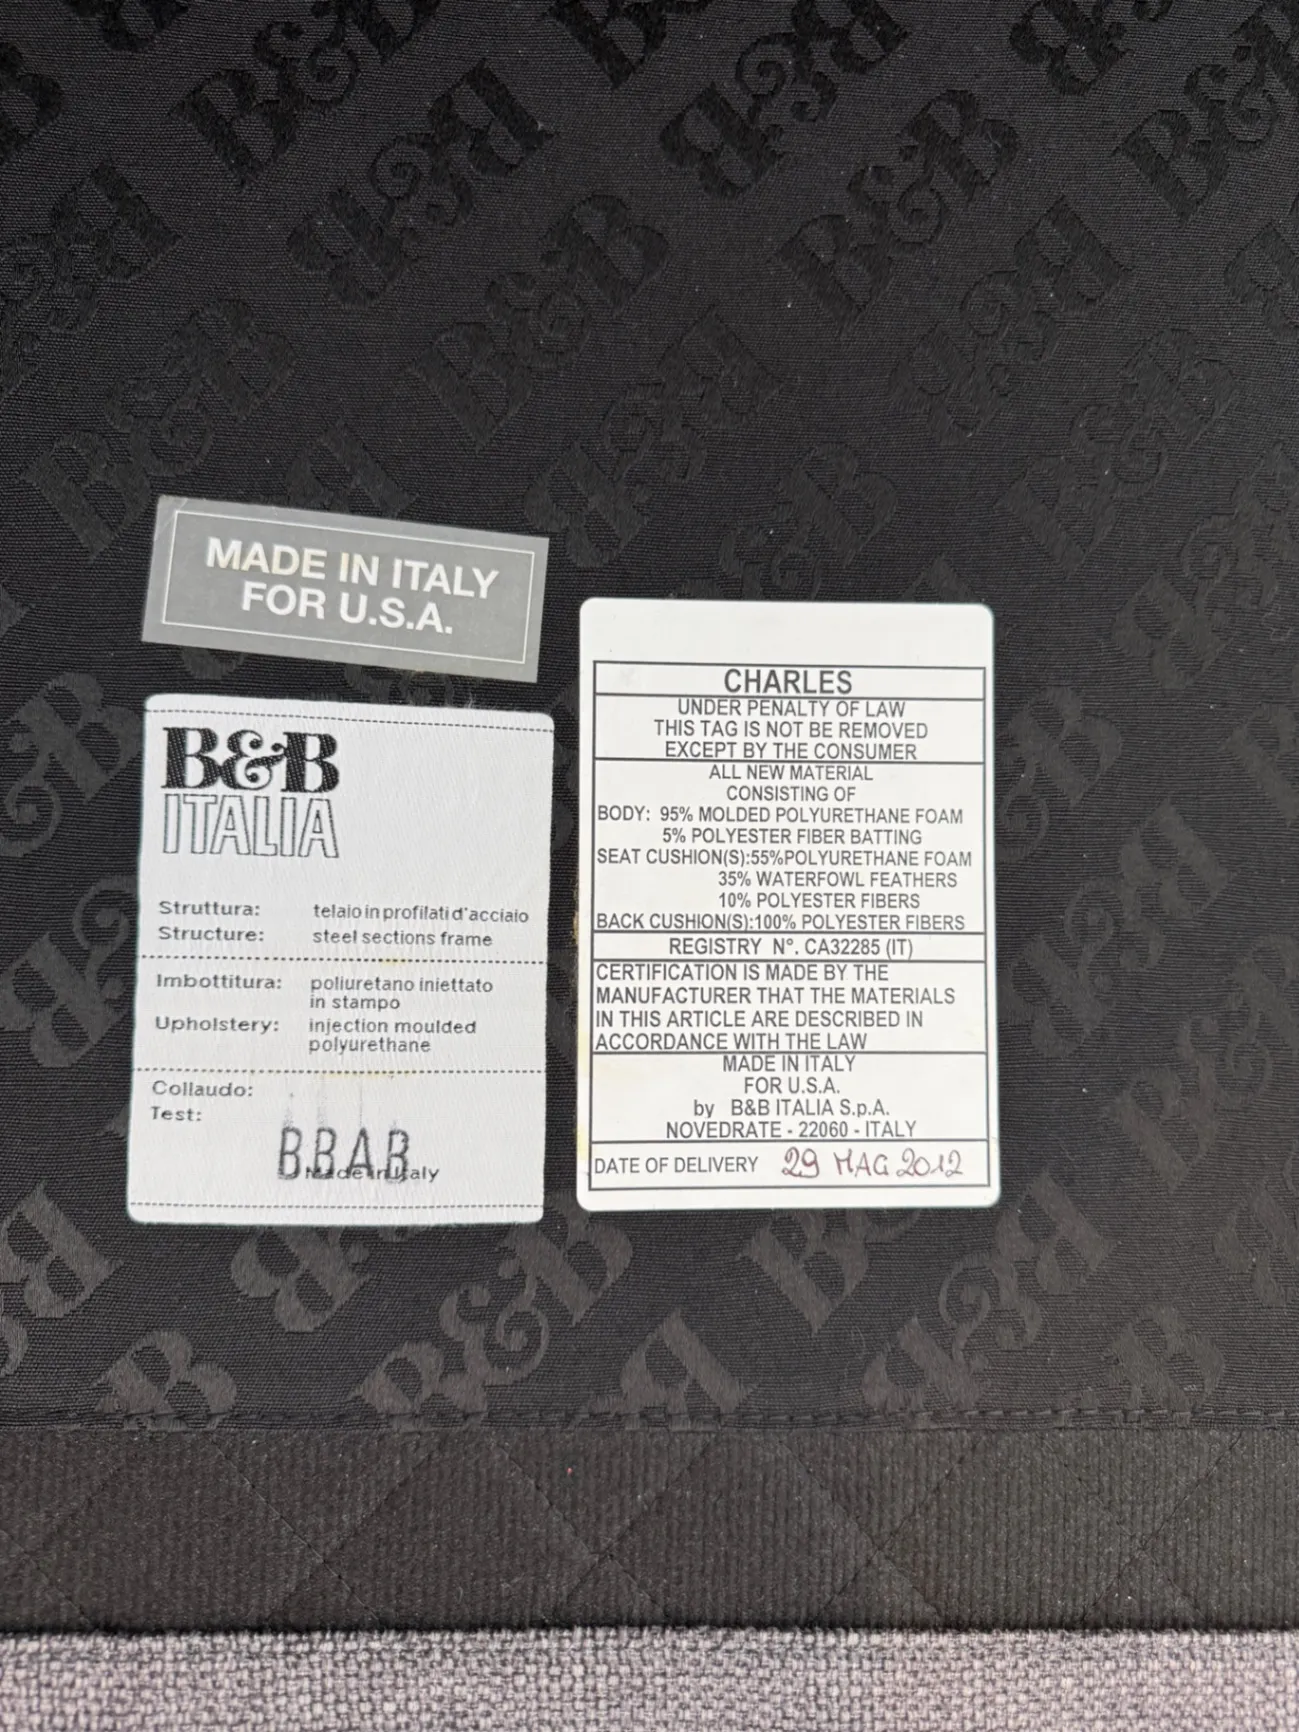 MADE IN ITALY
FOR U.S.A.
B&B
ITALIA
Struttura: telaio in profilati d'acciaio
Structure: steel sections frame
Imbottitura: poliuretano iniettato
in stampo
Upholstery: injection moulded
polyurethane
Collaudo:
Test:
BBAB
Made in Italy
CHARLES
UNDER PENALTY OF LAW
THIS TAG IS NOT BE REMOVED
EXCEPT BY THE CONSUMER
ALL NEW MATERIAL
CONSISTING OF
BODY: 95% MOLDED POLYURETHANE FOAM
5% POLYESTER FIBER BATTING
SEAT CUSHION(S):55%POLYURETHANE FOAM
35% WATERFOWL FEATHERS
10% POLYESTER FIBERS
BACK CUSHION(S):100% POLYESTER FIBERS
REGISTRY N°. CA32285 (IT)
CERTIFICATION IS MADE BY THE
MANUFACTURER THAT THE MATERIALS
IN THIS ARTICLE ARE DESCRIBED IN
ACCORDANCE WITH THE LAW
MADE IN ITALY
FOR U.S.A.
by B&B ITALIA S.p.A.
NOVEDRATE - 22060 - ITALY
DATE OF DELIVERY 29 MAG 2012